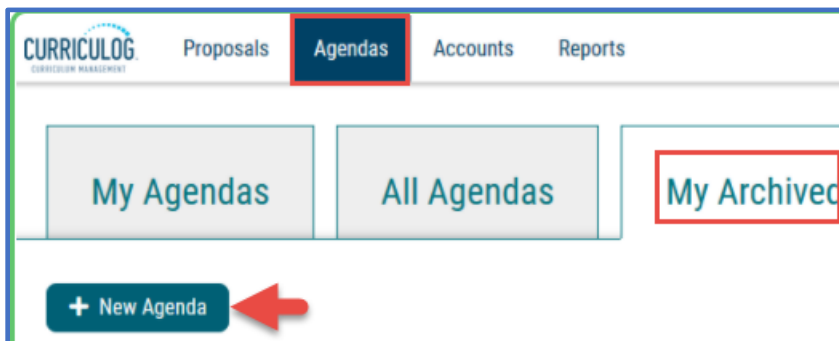 CURRICULOG Proposals Agendas Accounts Reports
CURRICULUM MANAGEMENT
My Agendas All Agendas My Archived
+ New Agenda